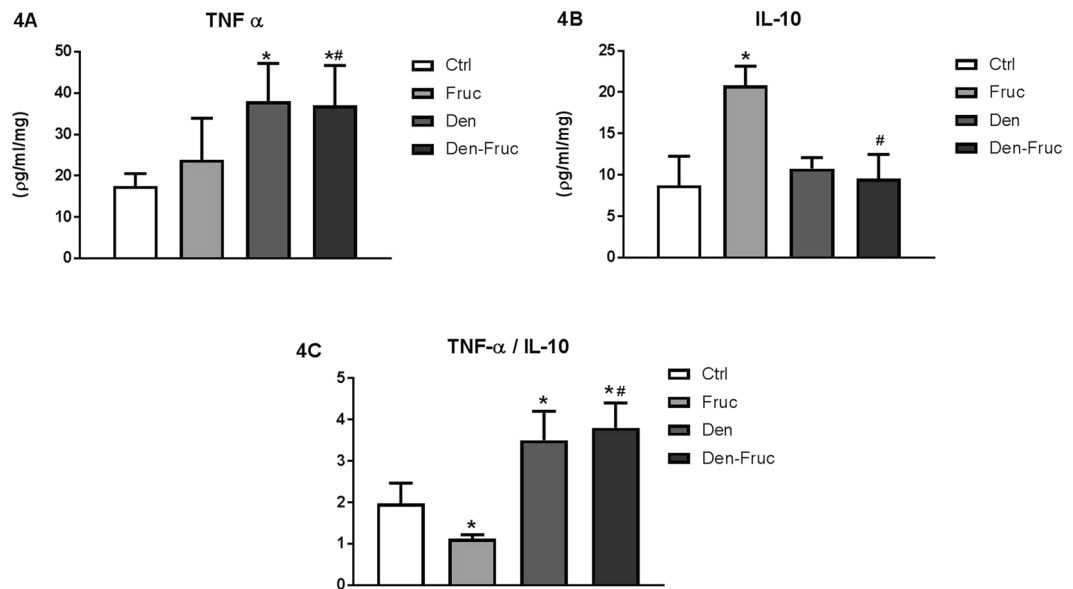 4A
TNF α
50
40
30
20
10
0
(ρg/ml/mg)
*
*#
Ctrl
Fruc
Den
Den-Fruc
4B
IL-10
25
20
15
10
5
0
(ρg/ml/mg)
*
#
Ctrl
Fruc
Den
Den-Fruc
4C
TNF-α / IL-10
5
4
3
2
1
0
*
*
*#
Ctrl
Fruc
Den
Den-Fruc